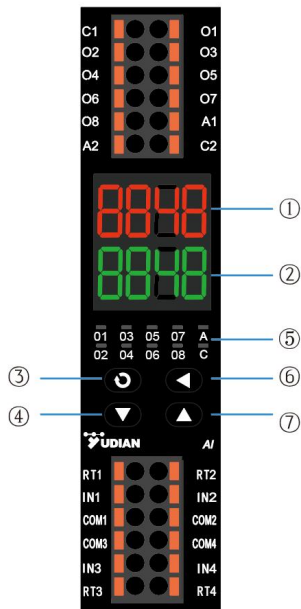 C1 O1
O2 O3
O4 O5
O6 O7
O8 A1
A2 C2
8848 ①
8848 ②
01 03 05 07 A ⑤
02 04 06 08 C
③ ⑥
④ ⑦
YUDIAN AI
RT1 RT2
IN1 IN2
COM1 COM2
COM3 COM4
IN3 IN4
RT3 RT4